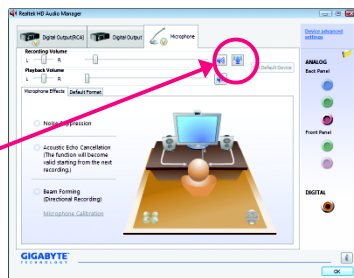 Realtek HD Audio Manager
Digital Output(RCA)
Digital Output
Microphone
Device advanced settings
Recording Volume
L R
Set Default Device
Playback Volume
L R
ANALOG
Back Panel
Microphone Effects
Default Format
Noise Suppression
Acoustic Echo Cancellation
(The function will become
valid starting from the next
recording.)
Front Panel
Beam Forming
(Directional Recording)
Microphone Calibration
DIGITAL
GIGABYTE
TECHNOLOGY
OK